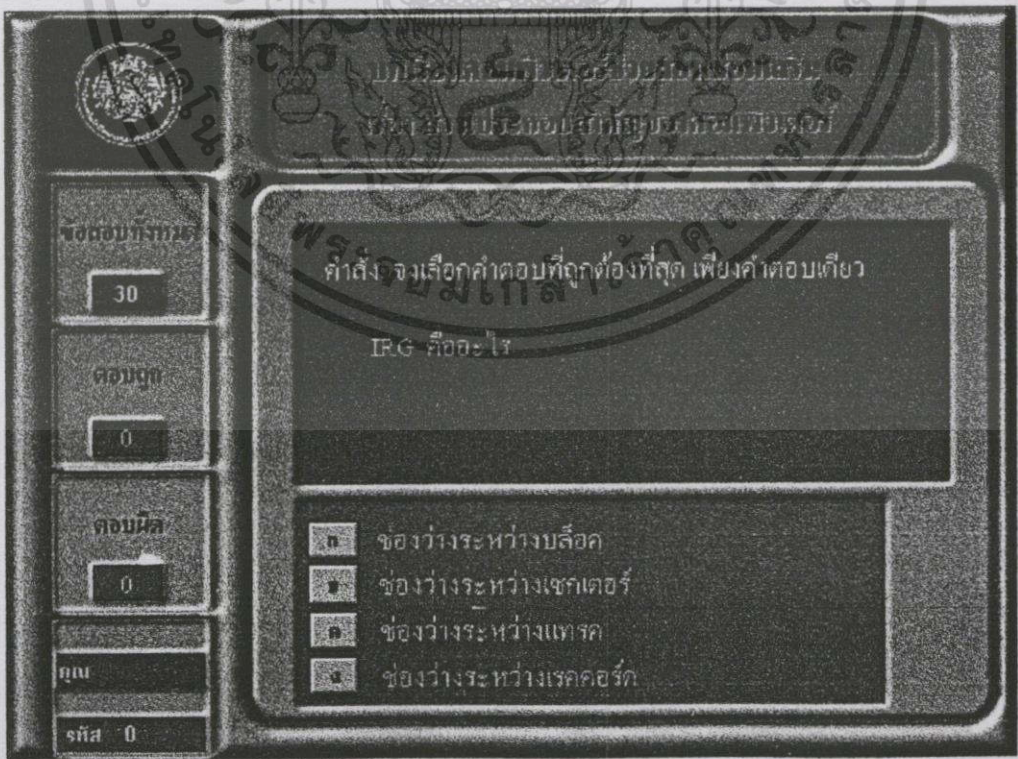 ข้อสอบทั้งหมด
30
ตอบถูก
0
ตอบผิด
0
คุณ
รหัส 0
คำสั่ง จงเลือกคำตอบที่ถูกต้องที่สุด เพียงคำตอบเดียว
IRG คืออะไร
ก ช่องว่างระหว่างบล็อค
ข ช่องว่างระหว่างเซกเตอร์
ค ช่องว่างระหว่างแทรค
ง ช่องว่างระหว่างเรคคอร์ด